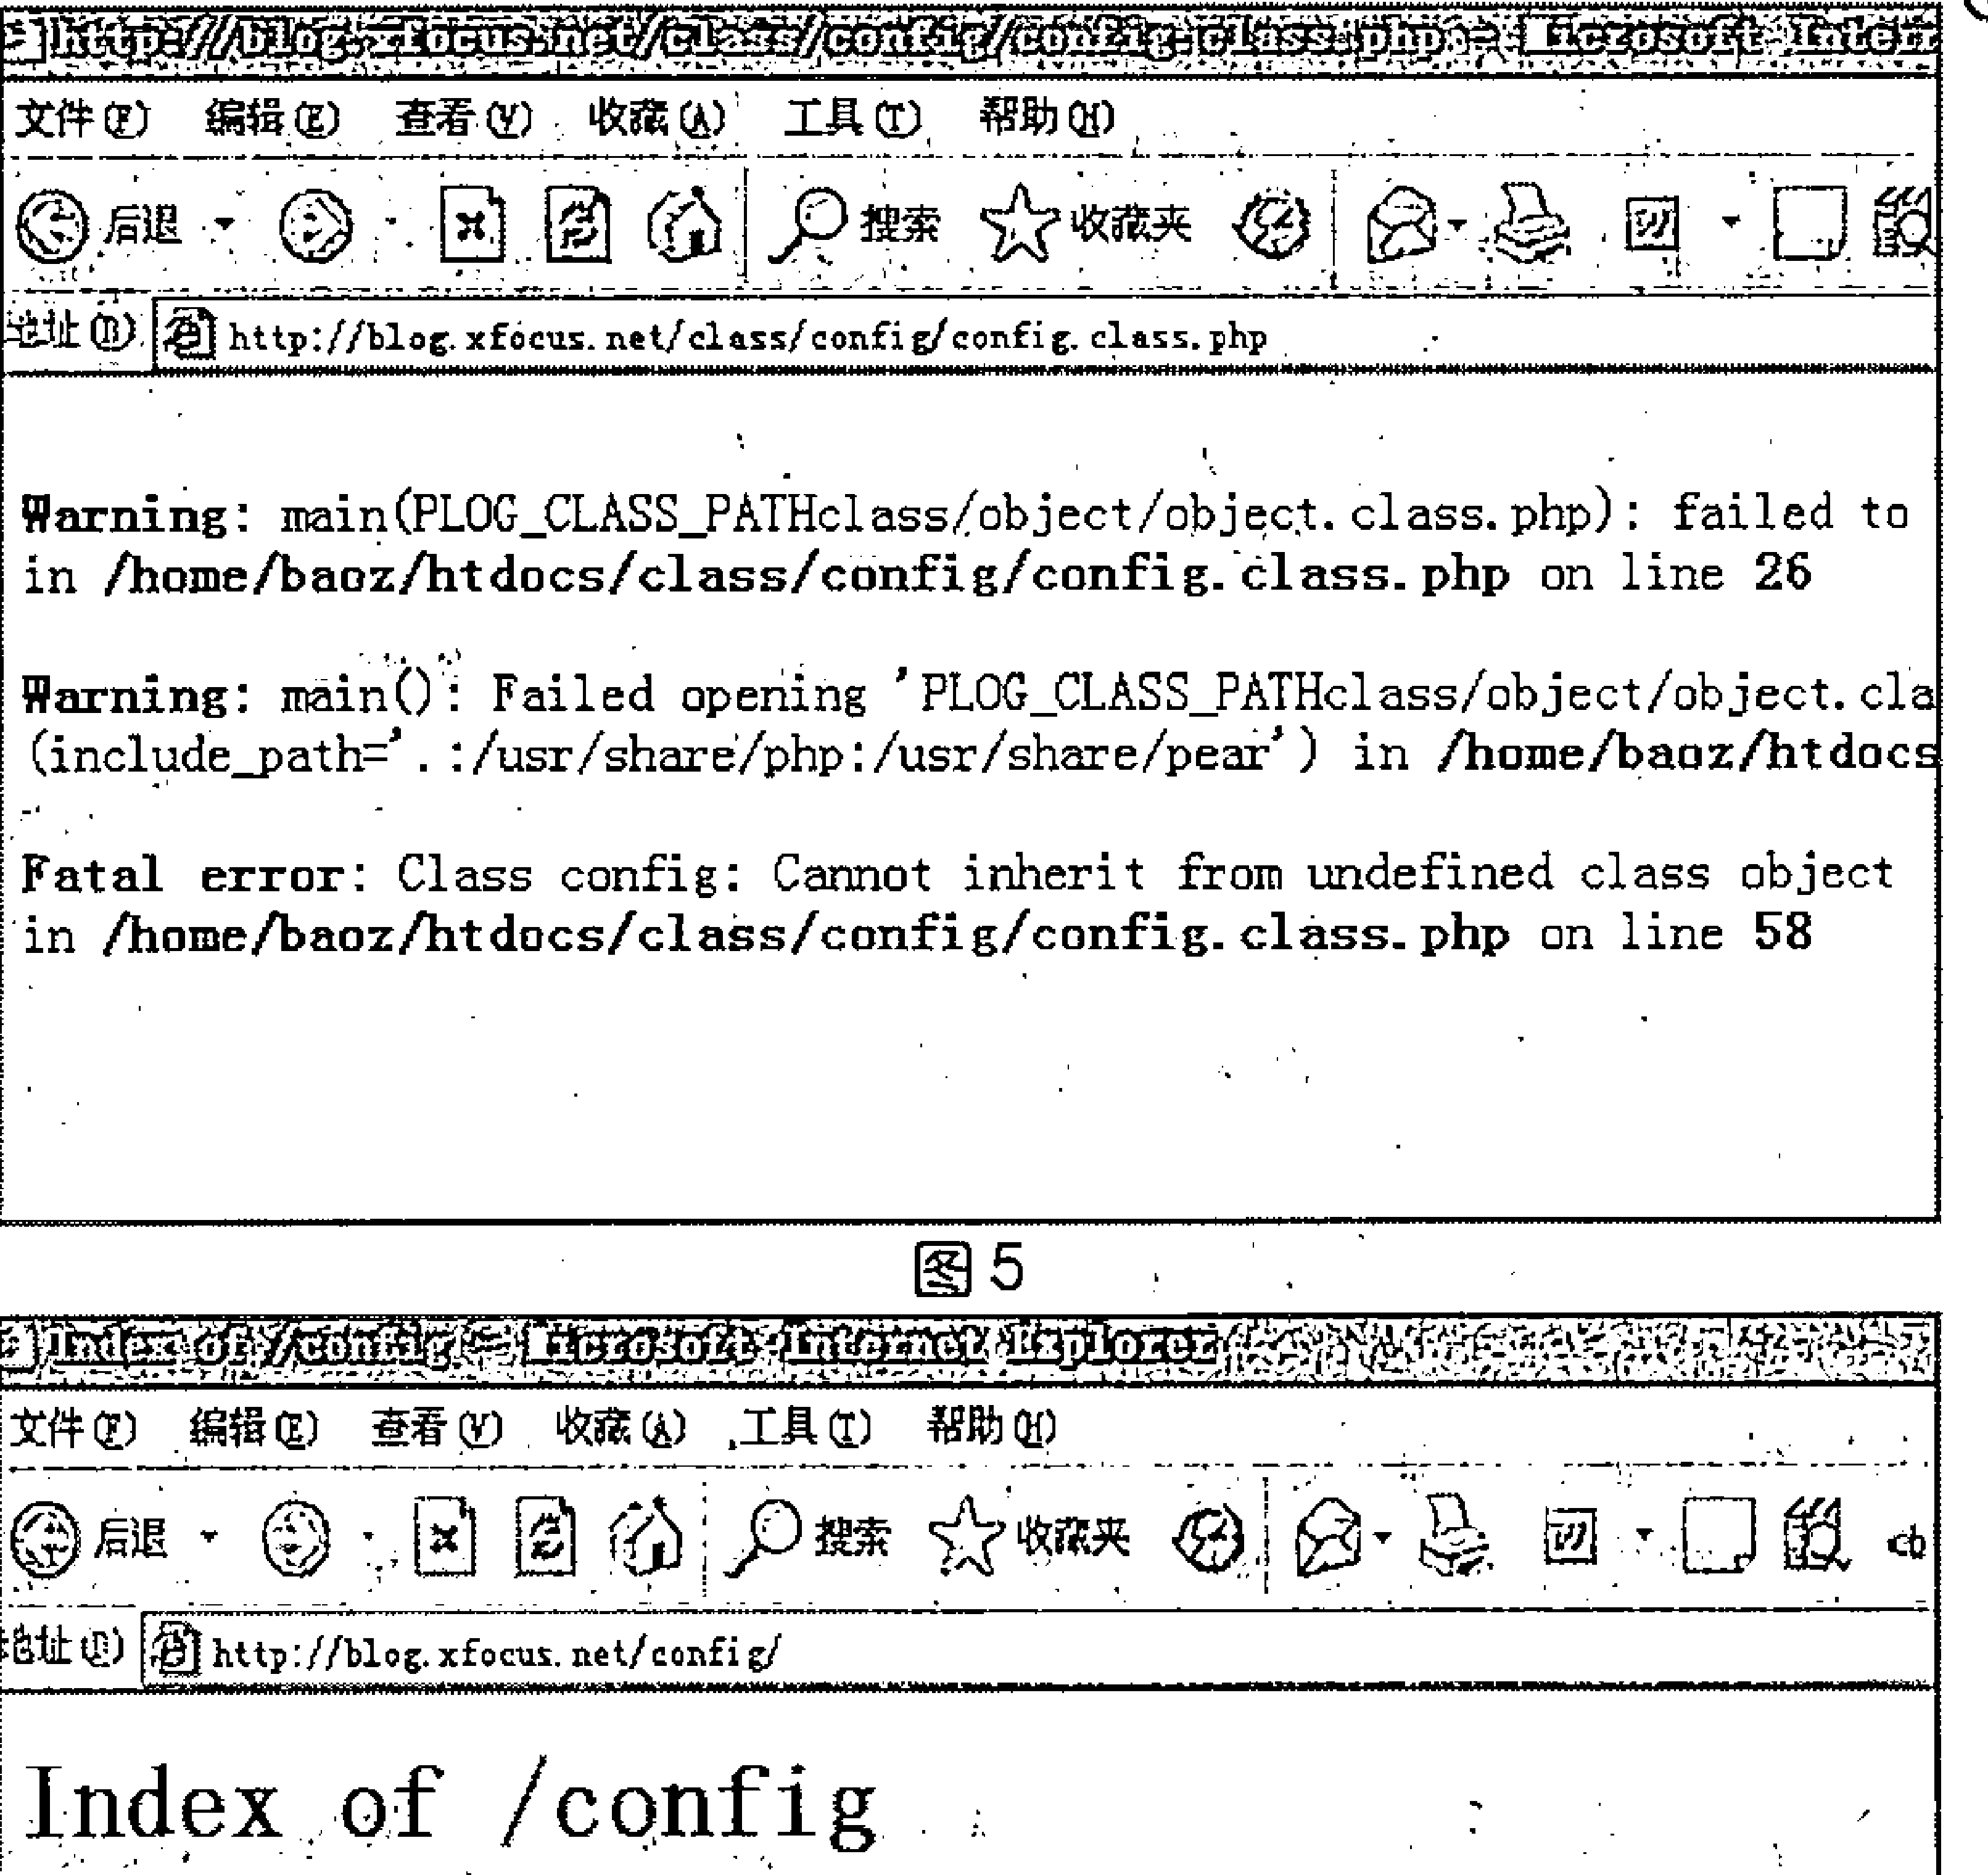 http://blog.xfocus.net/class/config/config.class.php - Microsoft Intern
文件(F) 编辑(E) 查看(V) 收藏(A) 工具(T) 帮助(H)
后退 搜索 收藏夹
地址(D) http://blog.xfocus.net/class/config/config.class.php
Warning: main(PLOG_CLASS_PATHclass/object/object.class.php): failed to
in /home/baoz/htdocs/class/config/config.class.php on line 26
Warning: main(): Failed opening 'PLOG_CLASS_PATHclass/object/object.cla
(include_path='.:/usr/share/php:/usr/share/pear') in /home/baoz/htdocs
Fatal error: Class config: Cannot inherit from undefined class object
in /home/baoz/htdocs/class/config/config.class.php on line 58
图 5
Index of /config - Microsoft Internet Explorer
文件(F) 编辑(E) 查看(V) 收藏(A) 工具(T) 帮助(H)
后退 搜索 收藏夹
地址(D) http://blog.xfocus.net/config/
Index of /config